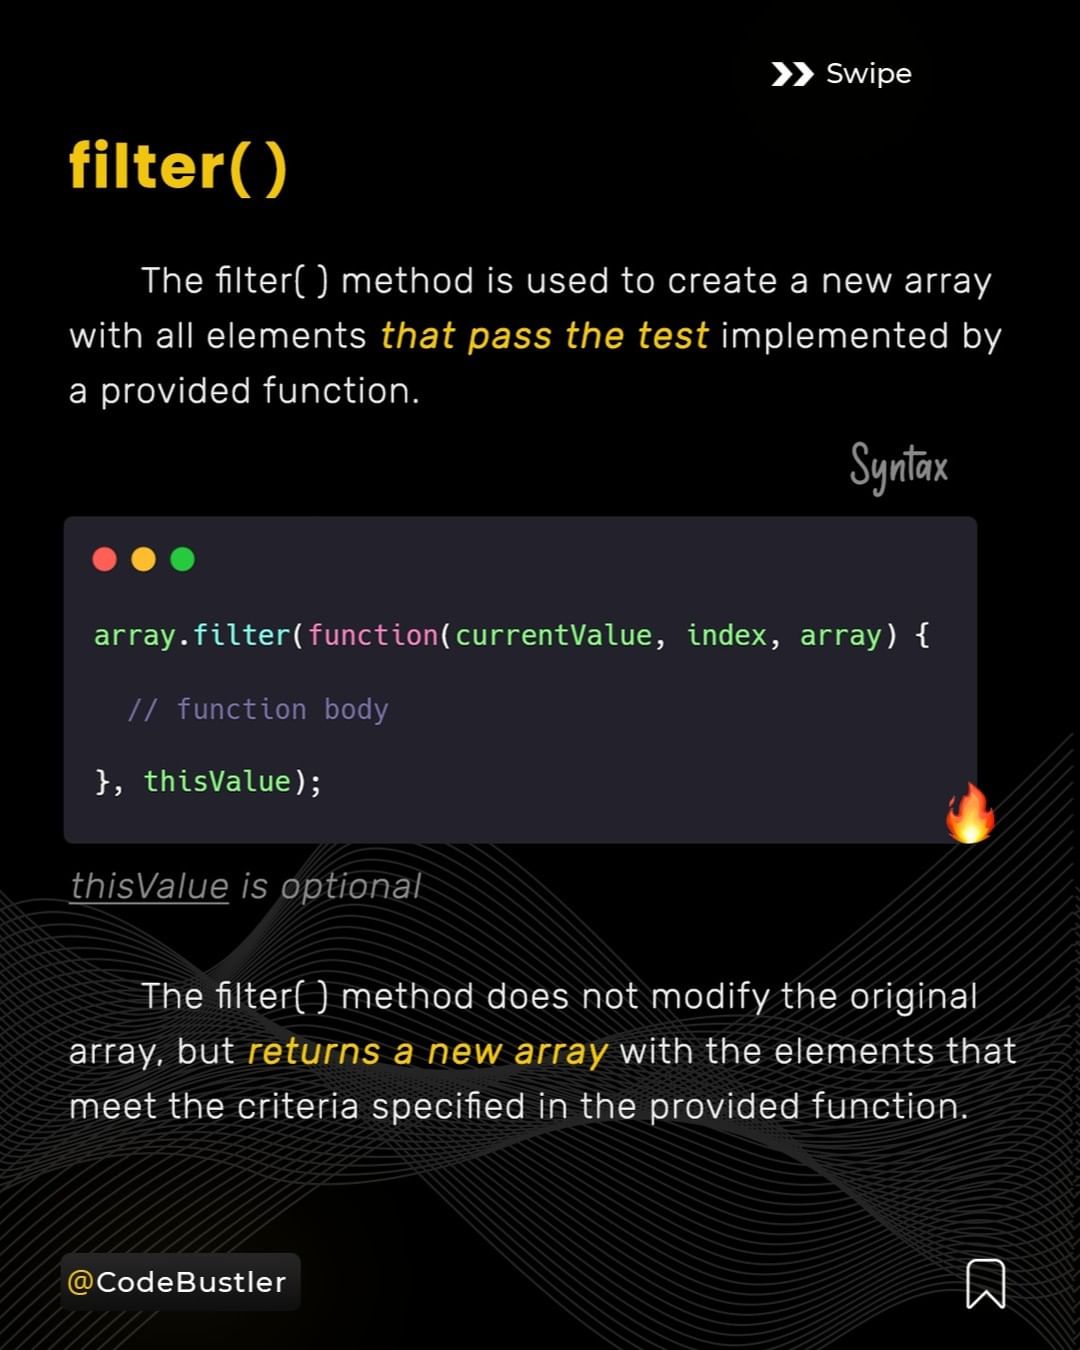 Swipe
filter( )
The filter( ) method is used to create a new array
with all elements that pass the test implemented by
a provided function.
Syntax
array.filter(function(currentValue, index, array) {
// function body
}, thisValue);
thisValue is optional
The filter( ) method does not modify the original
array, but returns a new array with the elements that
meet the criteria specified in the provided function.
@CodeBustler